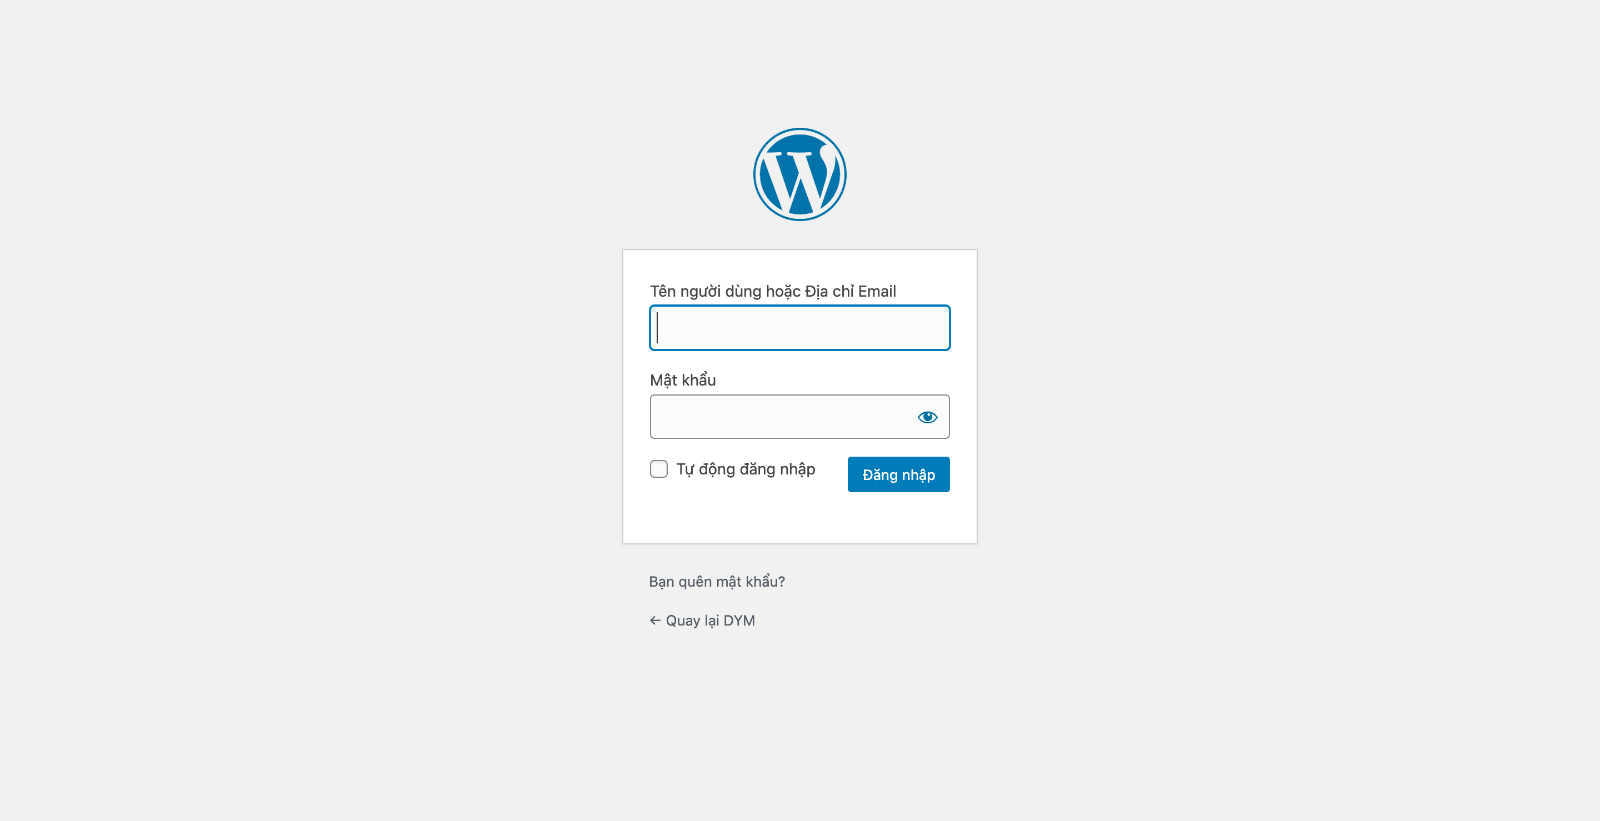 Tên người dùng hoặc Địa chỉ Email
Mật khẩu
Tự động đăng nhập
Đăng nhập
Bạn quên mật khẩu?
← Quay lại DYM